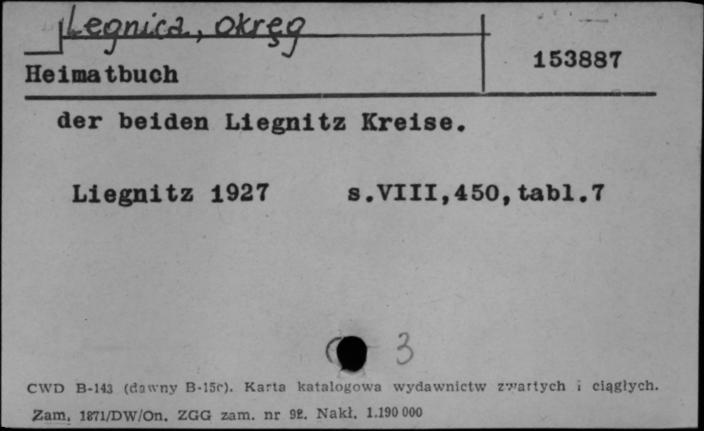 Legnica, okręg
153887
Heimatbuch
der beiden Liegnitz Kreise.
Liegnitz 1927 s.VIII,450,tabl.7
3
CWD B-143 (dawny B-15c). Karta katalogowa wydawnictw zwartych i ciągłych.
Zam. 1871/DW/On. ZGG zam. nr 92. Nakł. 1.190 000